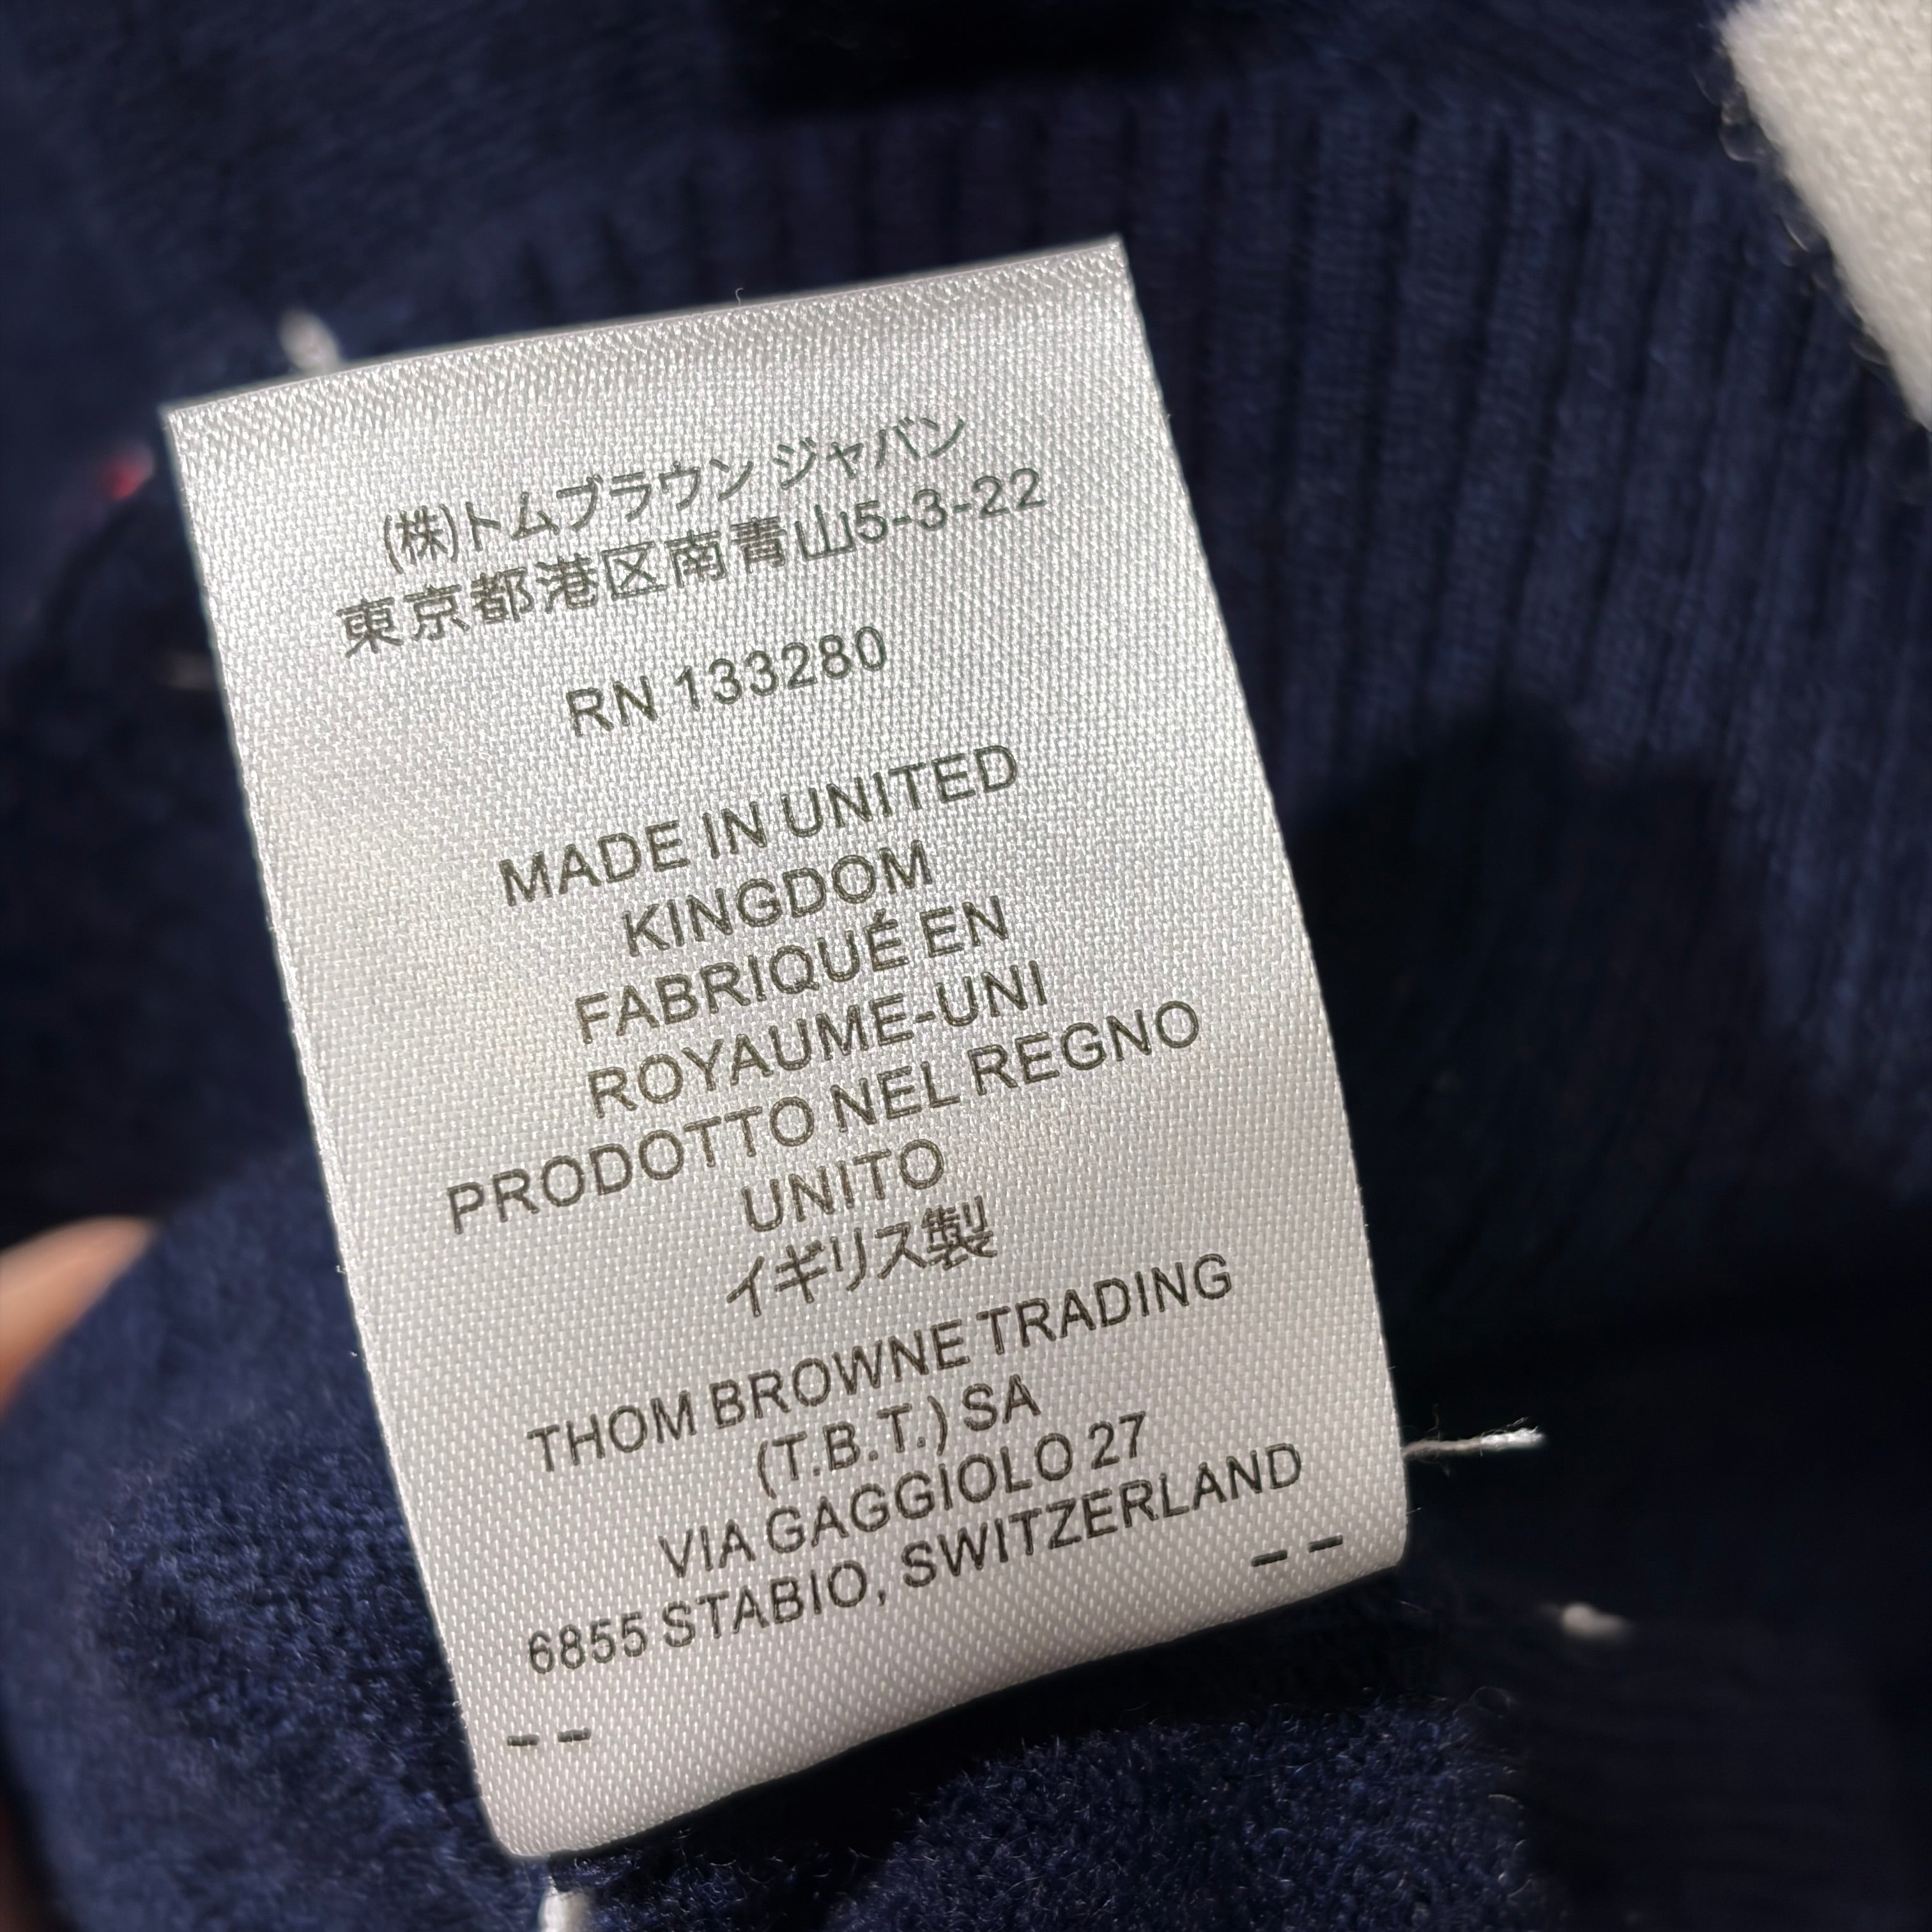 (株)トムブラウン ジャバン
東京都港区南青山5-3-22
RN 133280
MADE IN UNITED
KINGDOM
FABRIQUÉ EN
ROYAUME-UNI
PRODOTTO NEL REGNO
UNITO
イギリス製
THOM BROWNE TRADING
(T.B.T.) SA
VIA GAGGIOLO 27
6855 STABIO, SWITZERLAND